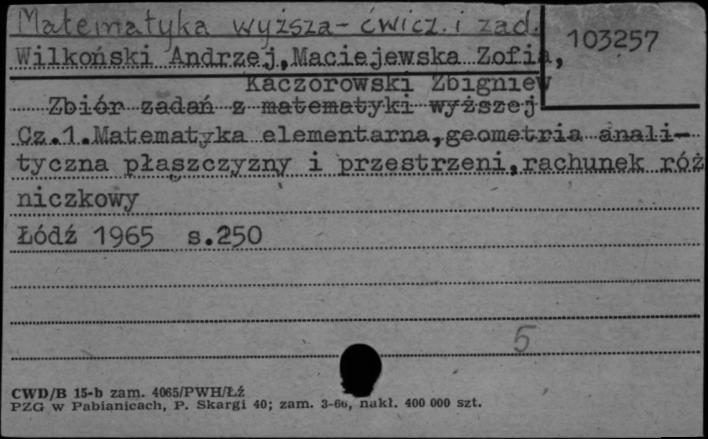 Matematyka wyższa - ćwicz. i zad.
103257
Wilkoński Andrzej, Maciejewska Zofia,
Kaczorowski Zbigniew
Zbiór zadań z matematyki wyższej
Cz.1.Matematyka elementarna,geometria anali-
tyczna płaszczyzny i przestrzeni,rachunek róż
niczkowy
Łódź 1965 s.250
5
CWD/B 15-b zam. 4065/PWH/Łź
PZG w Pabianicach, P. Skargi 40; zam. 3-66, nakł. 400 000 szt.